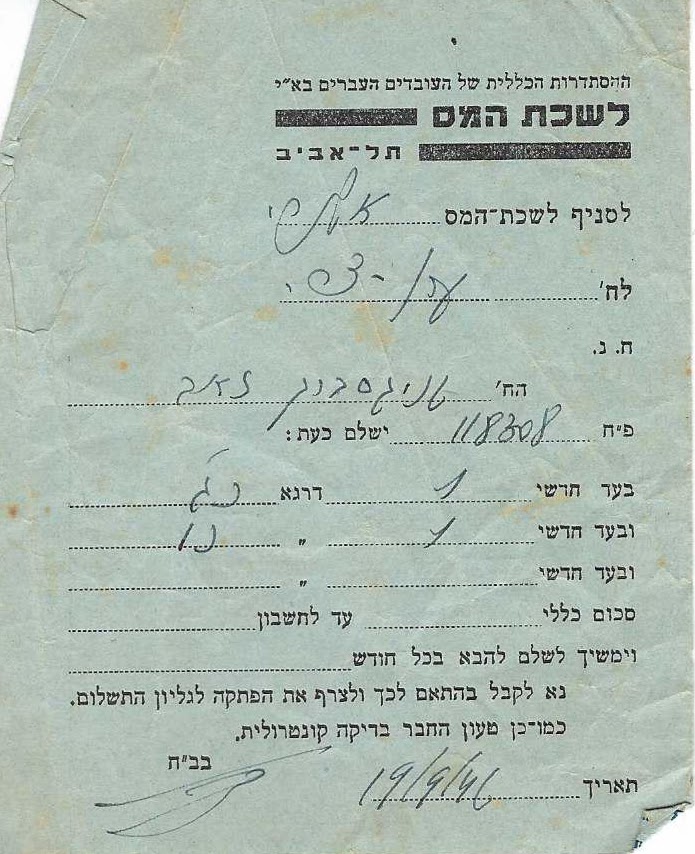 ההסתדרות הכללית של העובדים העברים בא״י
לשכת המס
תל־אביב
לסניף לשכת־המס
לח'
ח. נ.
הח'
פ״ח 118308 ישלם כעת:
בעד חדשי 1 דרגא
ובעד חדשי 1 "
ובעד חדשי "
סכום כללי עד לחשבון
וימשיך לשלם להבא בכל חודש
נא לקבל בהתאם לכך ולצרף את הפתקה לגליון התשלום.
כמו־כן טעון החבר בדיקה קונטרולית.
בב״ח
תאריך 19/9/46